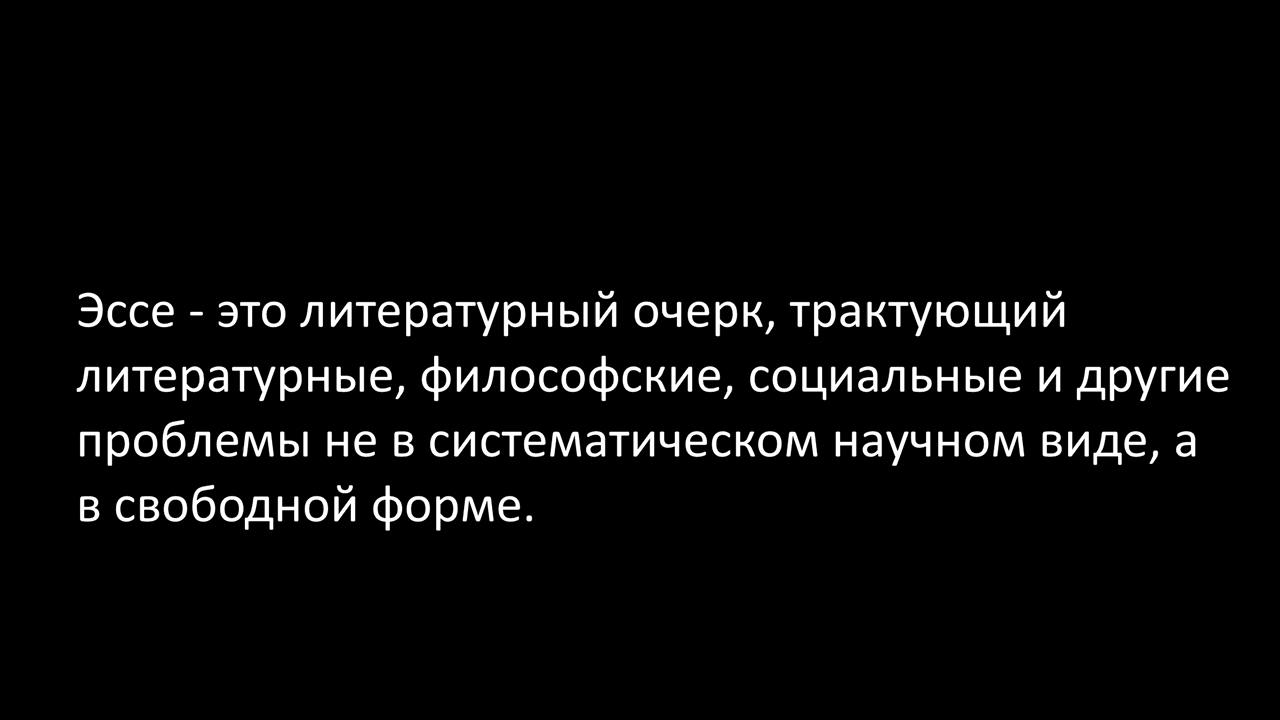 Эссе - это литературный очерк, трактующий
литературные, философские, социальные и другие
проблемы не в систематическом научном виде, а
в свободной форме.